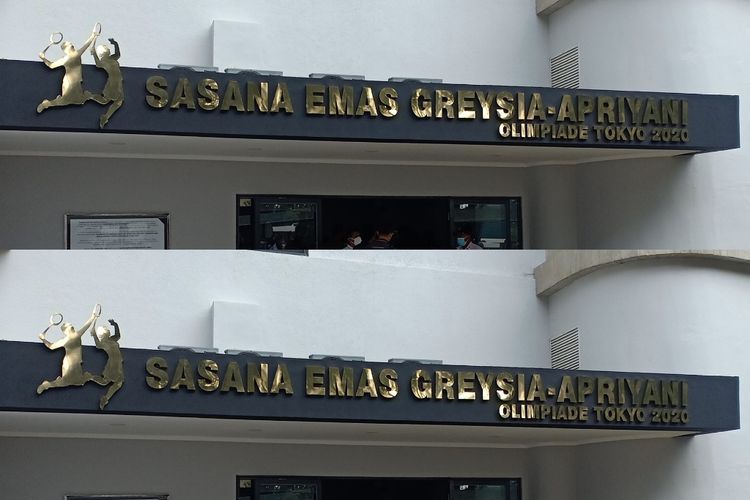 SASANA EMAS GREYSIA-APRIYANI
OLIMPIADE TOKYO 2020
SASANA EMAS GREYSIA-APRIYANI
OLIMPIADE TOKYO 2020